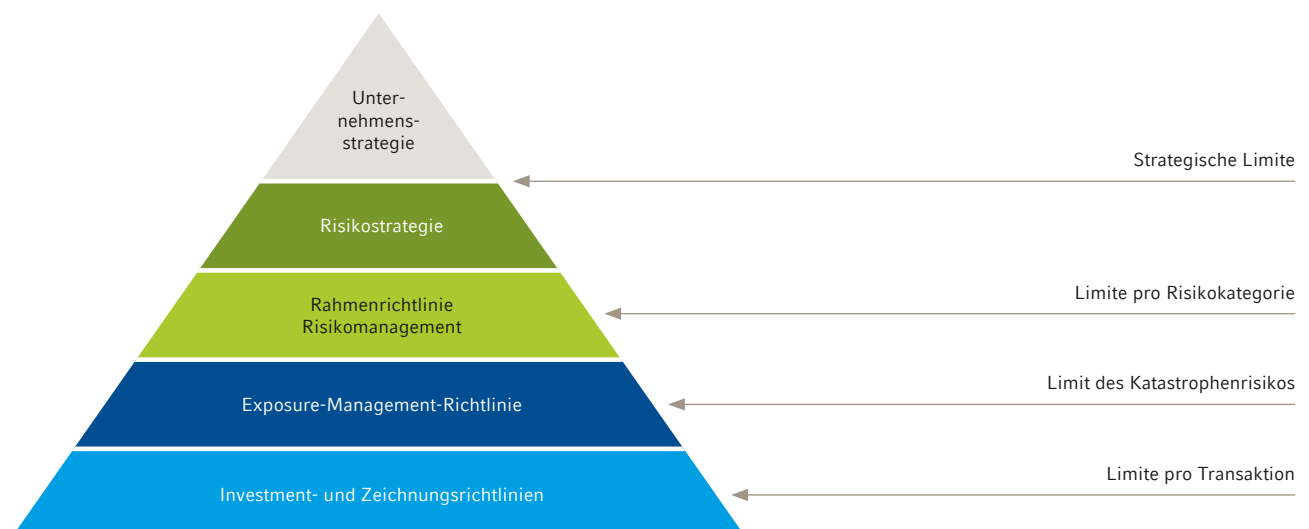 Unter-
nehmens-
strategie
Strategische Limite
Risikostrategie
Limite pro Risikokategorie
Rahmenrichtlinie
Risikomanagement
Limit des Katastrophenrisikos
Exposure-Management-Richtlinie
Limite pro Transaktion
Investment- und Zeichnungsrichtlinien